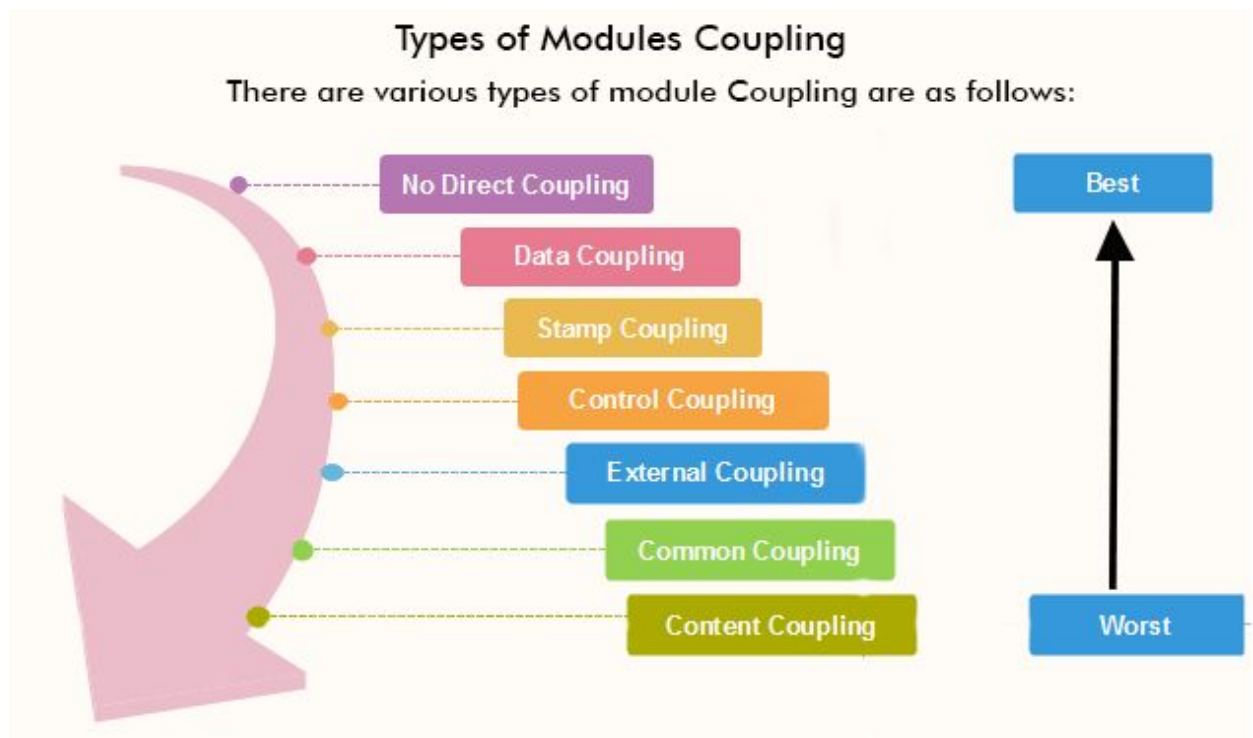 Types of Modules Coupling
There are various types of module Coupling are as follows:
No Direct Coupling
Data Coupling
Stamp Coupling
Control Coupling
External Coupling
Common Coupling
Content Coupling
Best
Worst